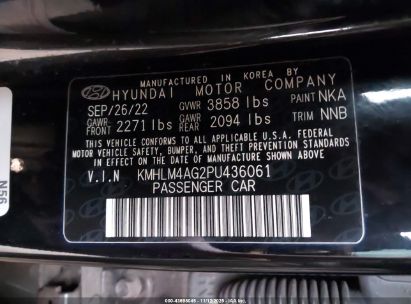 MANUFACTURED IN KOREA BY
HYUNDAI MOTOR COMPANY
SEP/26/22 GVWR 3858 lbs PAINT NKA
GAWR FRONT 2271 lbs GAWR REAR 2094 lbs TRIM NNB
THIS VEHICLE CONFORMS TO ALL APPLICABLE U.S.A. FEDERAL
MOTOR VEHICLE SAFETY, BUMPER, AND THEFT PREVENTION STANDARDS
IN EFFECT ON THE DATE OF MANUFACTURE SHOWN ABOVE.
V.I.N KMHLM4AG2PU436061
PASSENGER CAR
N56